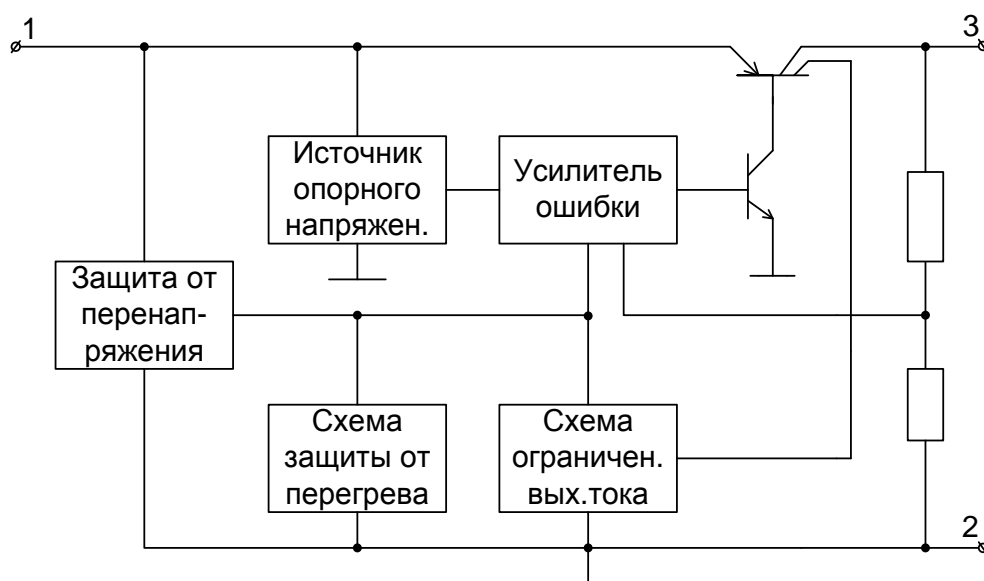 1
3
Источник
опорного
напряжен.
Усилитель
ошибки
Защита от
перенап-
ряжения
Схема
защиты от
перегрева
Схема
ограничен.
вых.тока
2